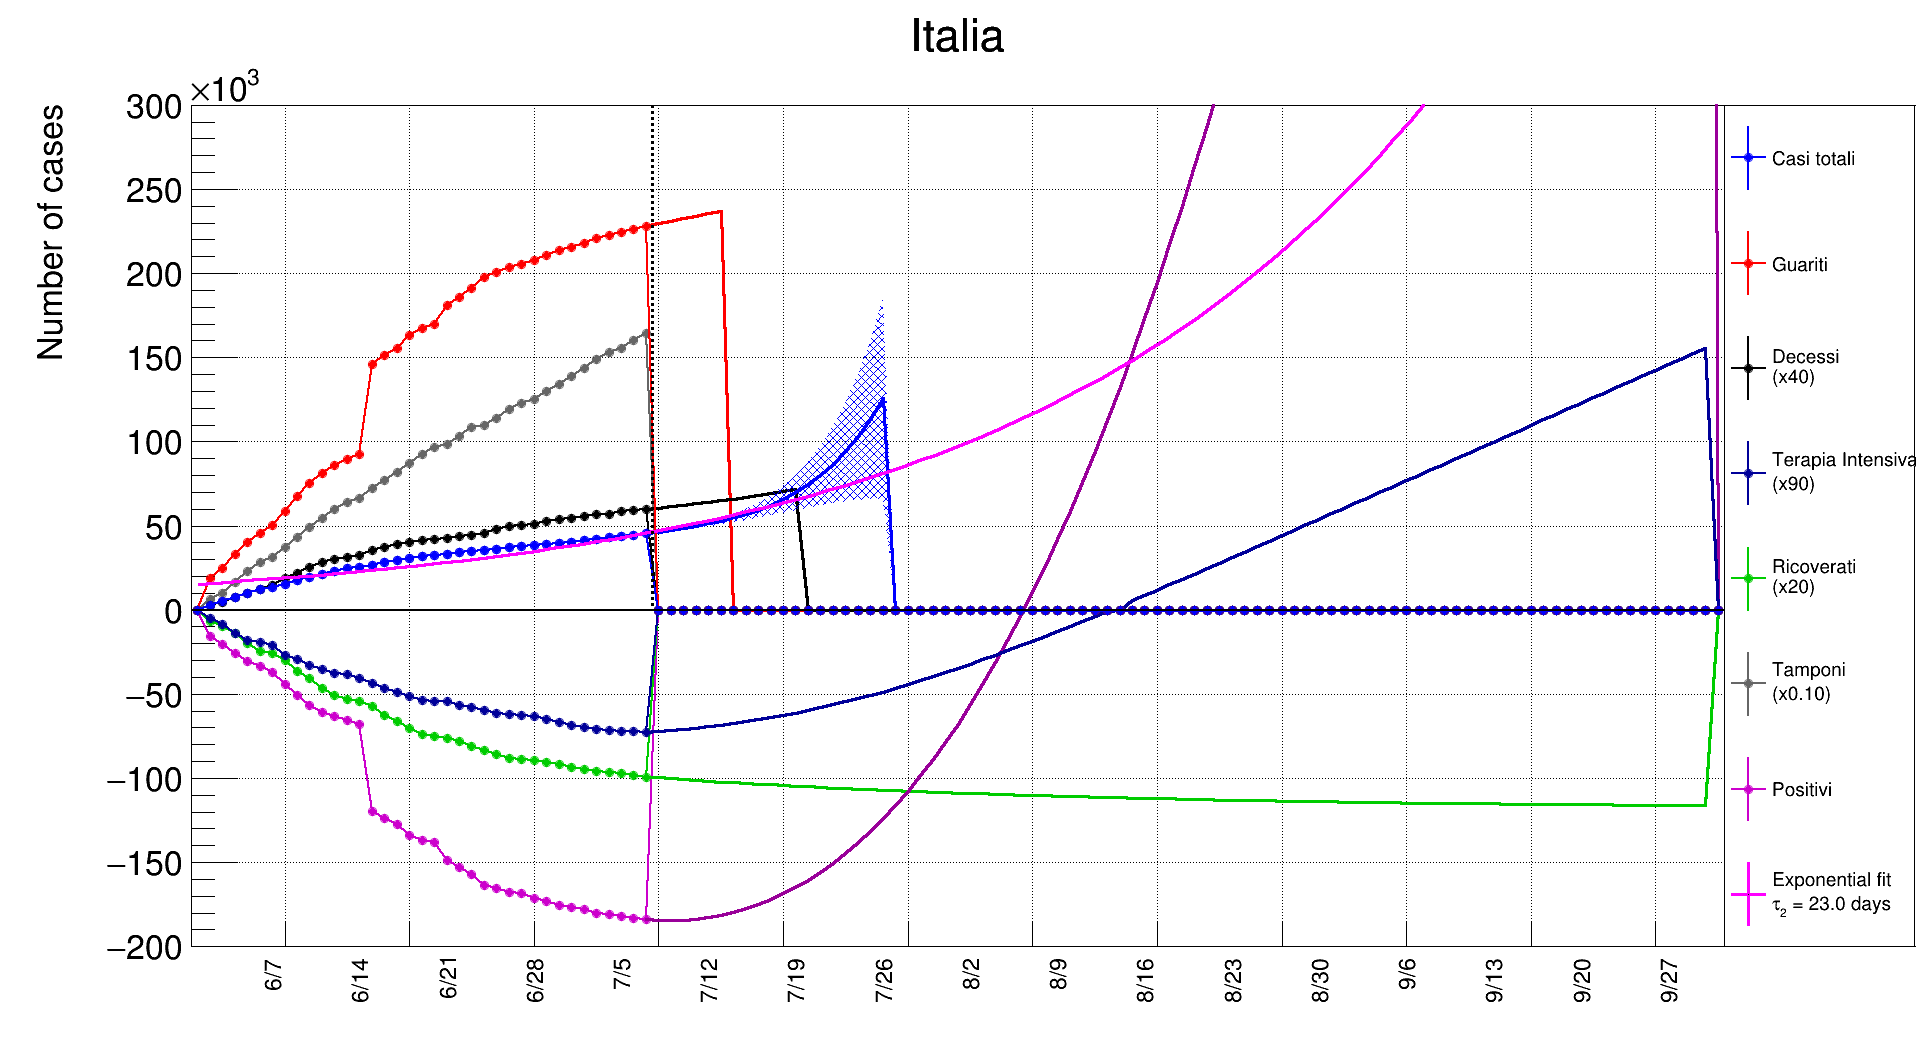 Italia
×10³
Number of cases
300
250
200
150
100
50
0
−50
−100
−150
−200
6/7
6/14
6/21
6/28
7/5
7/12
7/19
7/26
8/2
8/9
8/16
8/23
8/30
9/6
9/13
9/20
9/27
Casi totali
Guariti
Decessi
(x40)
Terapia Intensiva
(x90)
Ricoverati
(x20)
Tamponi
(x0.10)
Positivi
Exponential fit
τ₂ = 23.0 days